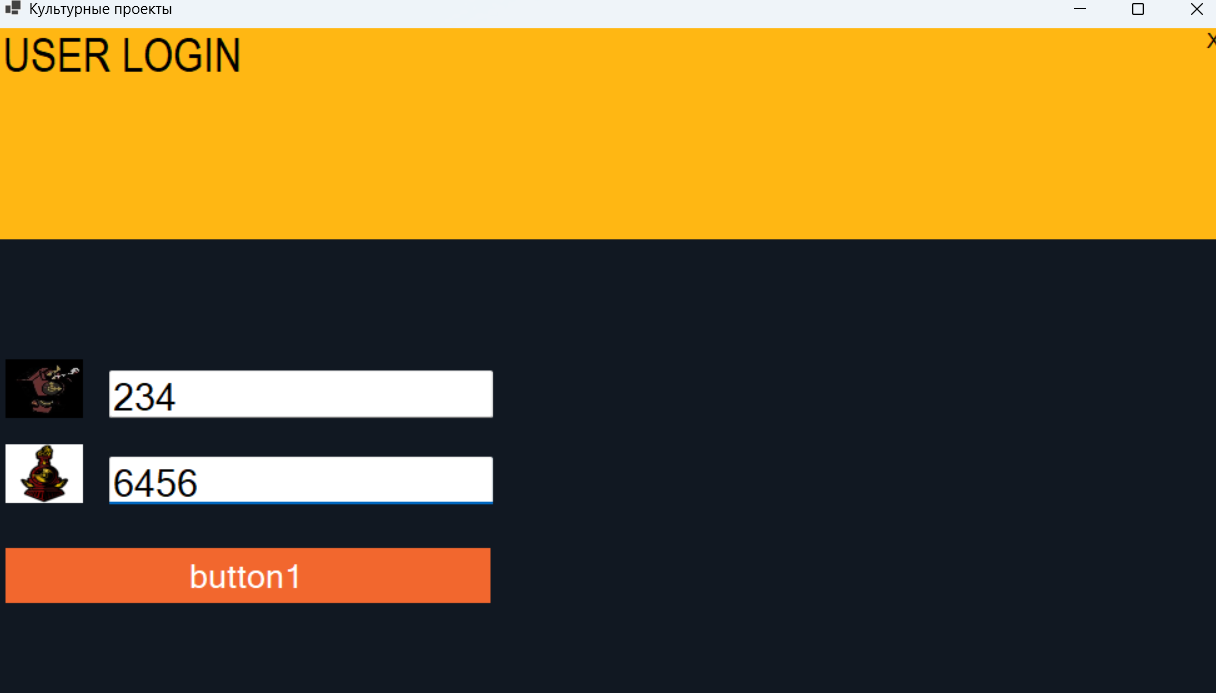 Культурные проекты
USER LOGIN
X
234
6456
button1